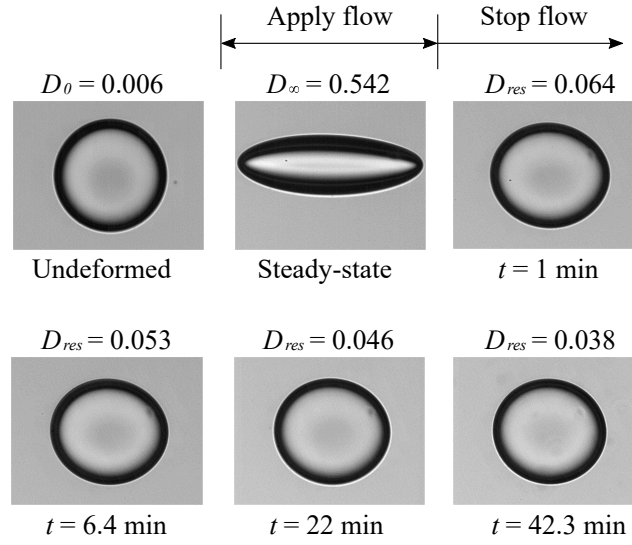 Apply flow
Stop flow
D₀ = 0.006
D∞ = 0.542
Dres = 0.064
Undeformed
Steady-state
t = 1 min
Dres = 0.053
Dres = 0.046
Dres = 0.038
t = 6.4 min
t = 22 min
t = 42.3 min